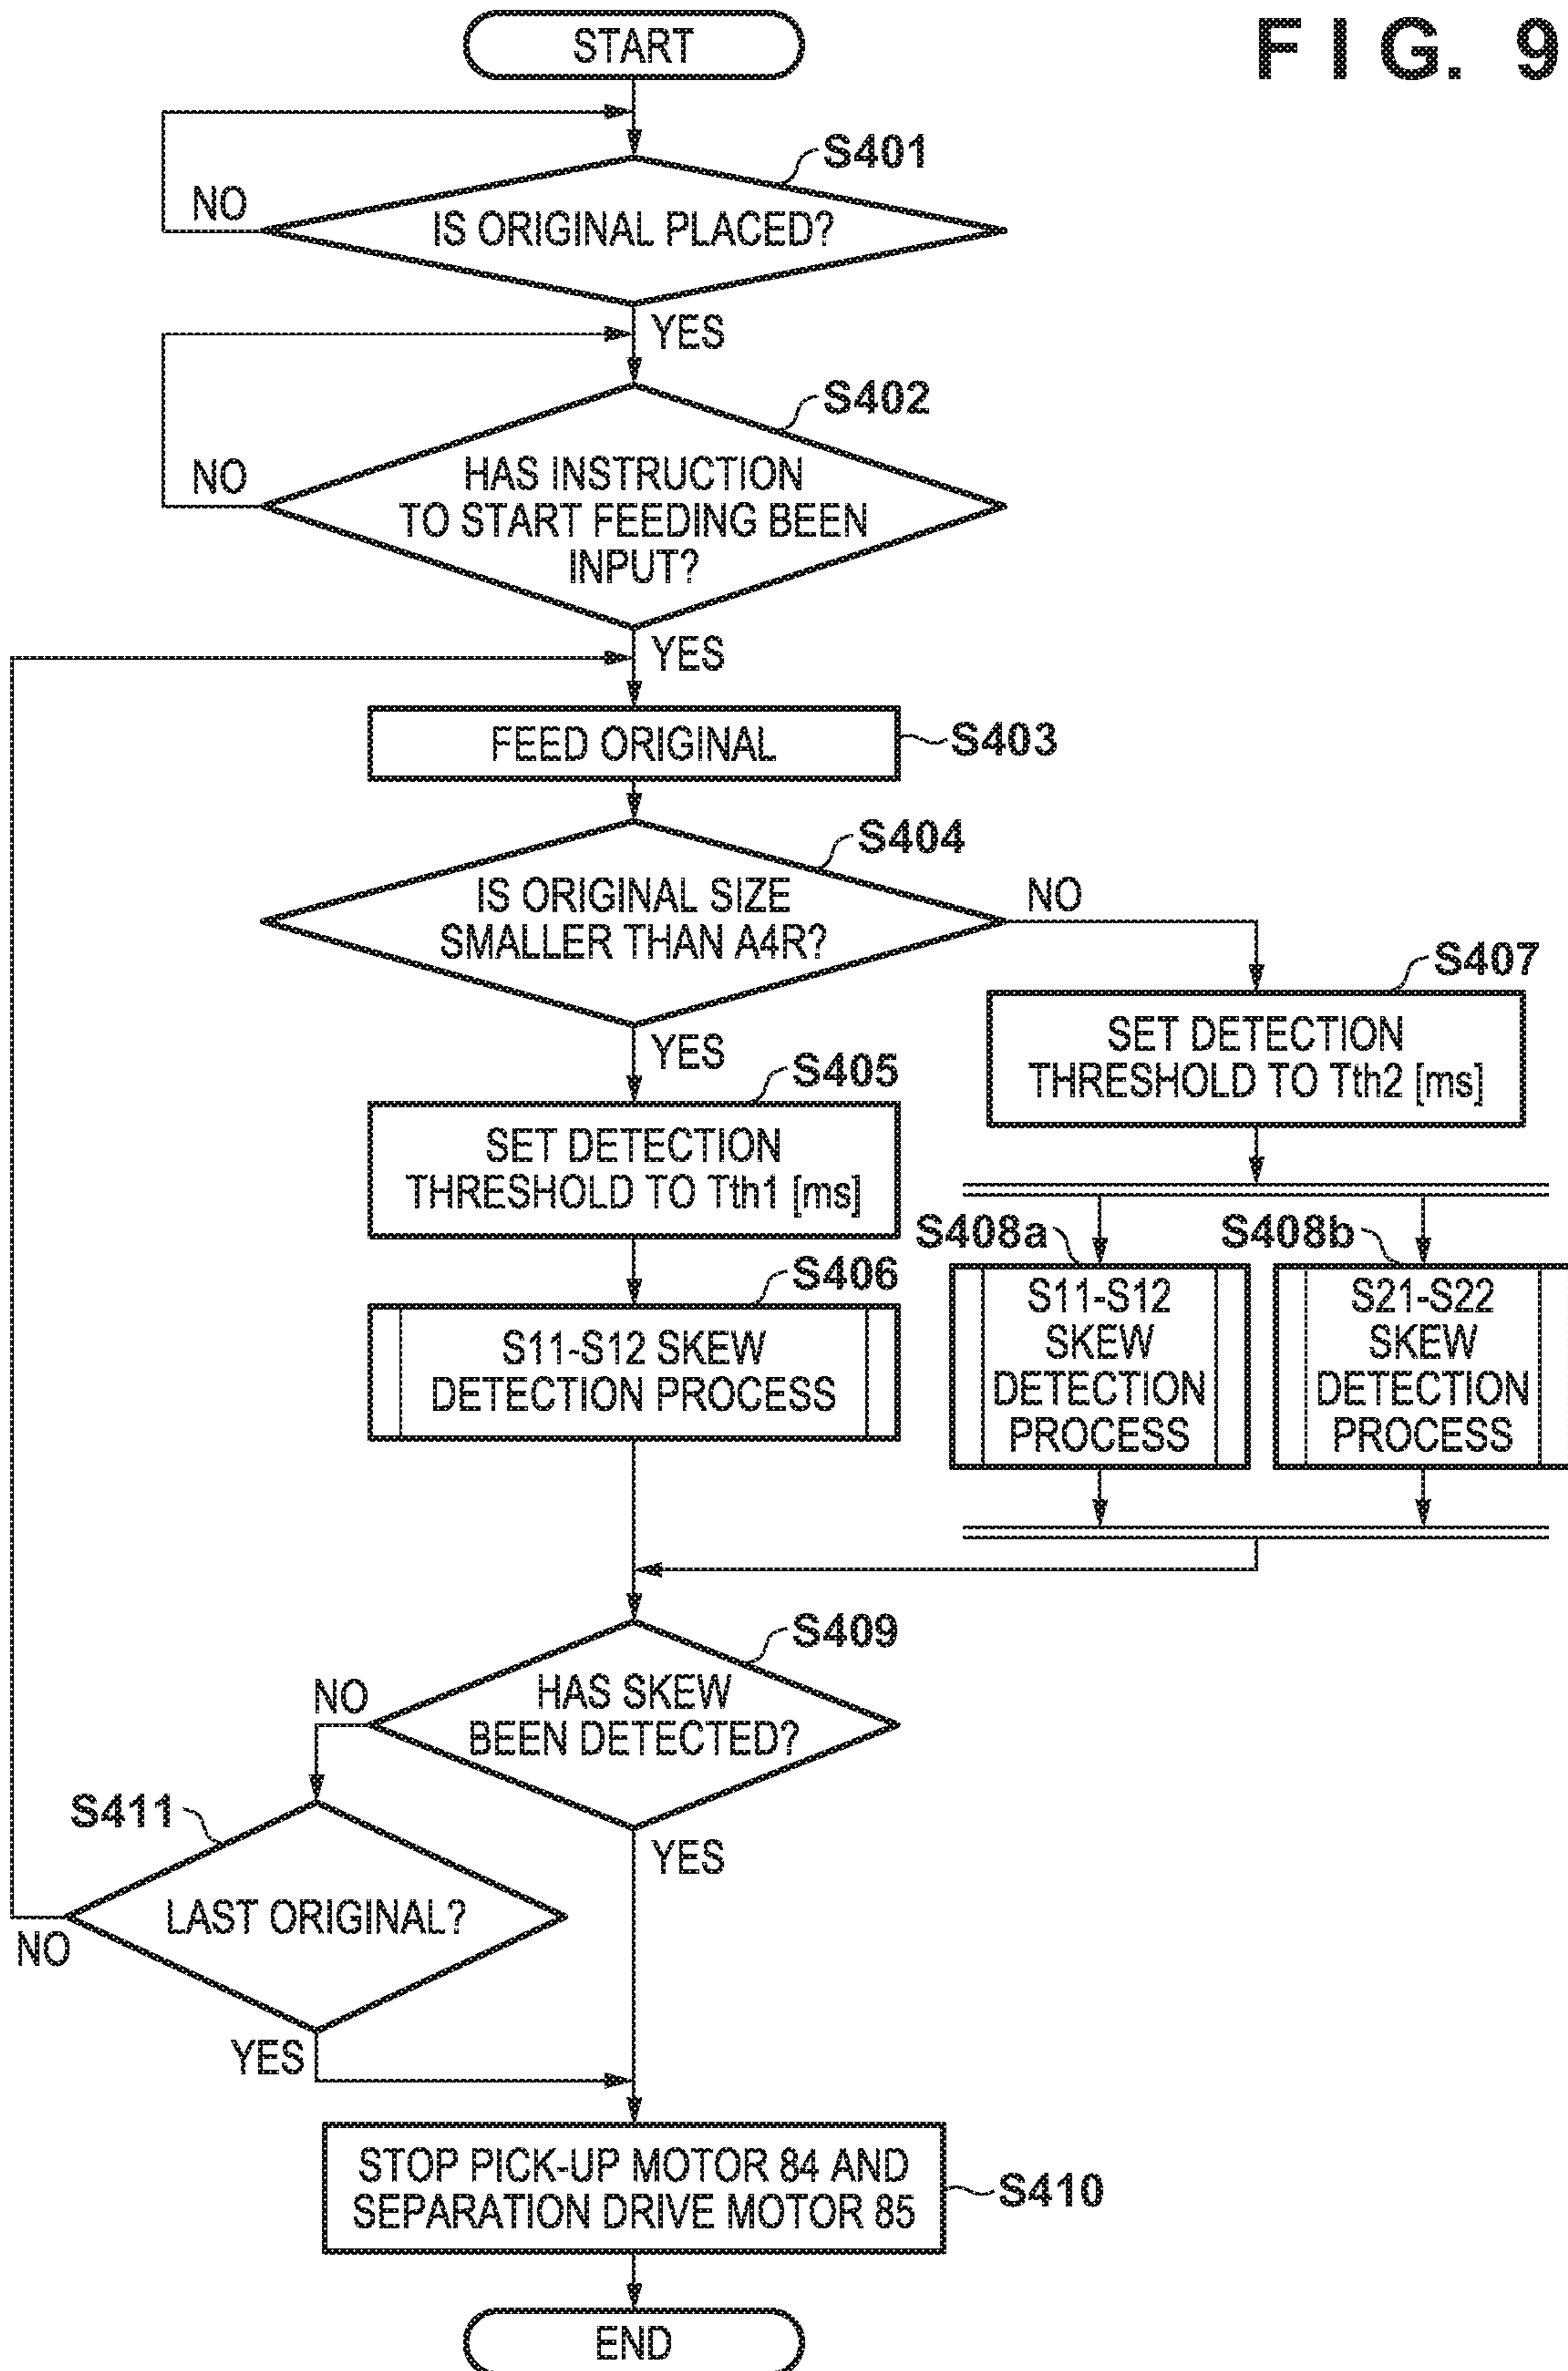 FIG. 9
START
S401
NO
IS ORIGINAL PLACED?
YES
S402
NO
HAS INSTRUCTION
TO START FEEDING BEEN
INPUT?
YES
FEED ORIGINAL
S403
S404
IS ORIGINAL SIZE
SMALLER THAN A4R?
NO
YES
S407
SET DETECTION
THRESHOLD TO Tth2 [ms]
S405
SET DETECTION
THRESHOLD TO Tth1 [ms]
S406
S11-S12 SKEW
DETECTION PROCESS
S408a
S11-S12
SKEW
DETECTION
PROCESS
S408b
S21-S22
SKEW
DETECTION
PROCESS
S409
HAS SKEW
BEEN DETECTED?
NO
YES
S411
LAST ORIGINAL?
NO
YES
STOP PICK-UP MOTOR 84 AND
SEPARATION DRIVE MOTOR 85
S410
END